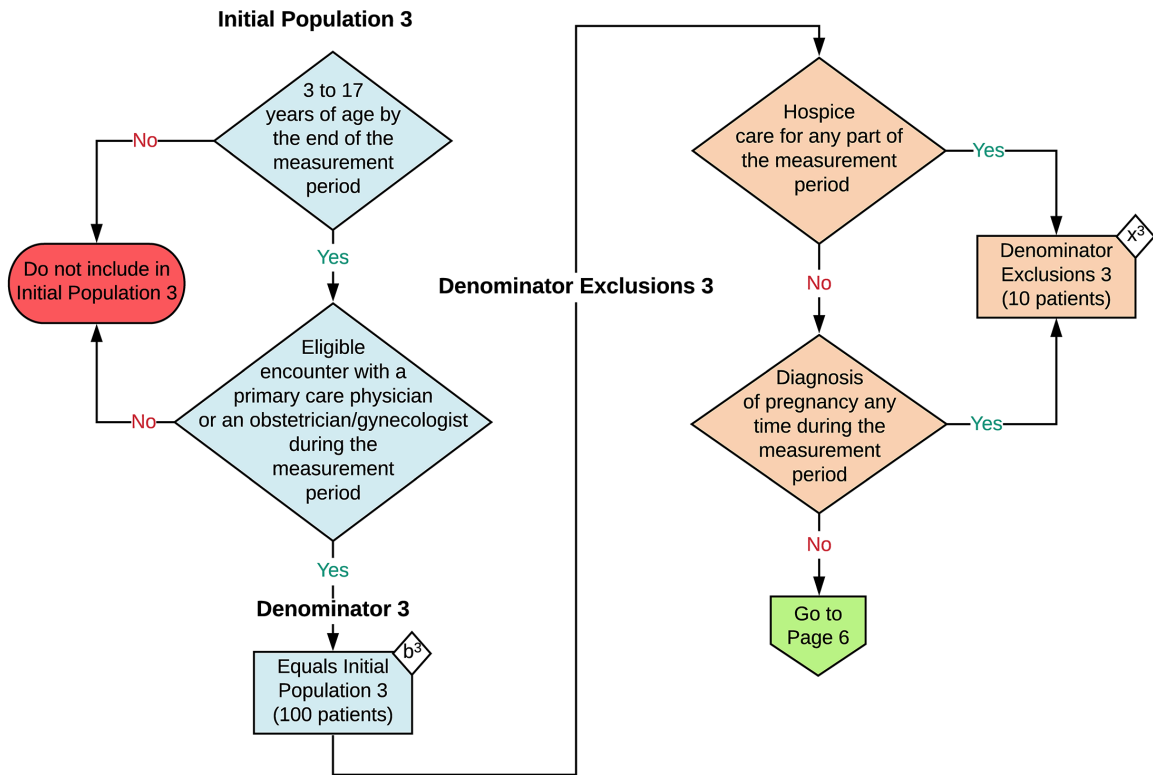 Initial Population 3
3 to 17
years of age by
the end of the
measurement
period
No
Yes
Do not include in
Initial Population 3
Eligible
encounter with a
primary care physician
or an obstetrician/gynecologist
during the
measurement
period
No
Yes
Denominator 3
b³
Equals Initial
Population 3
(100 patients)
Denominator Exclusions 3
Hospice
care for any part of
the measurement
period
Yes
No
x³
Denominator
Exclusions 3
(10 patients)
Diagnosis
of pregnancy any
time during the
measurement
period
Yes
No
Go to
Page 6